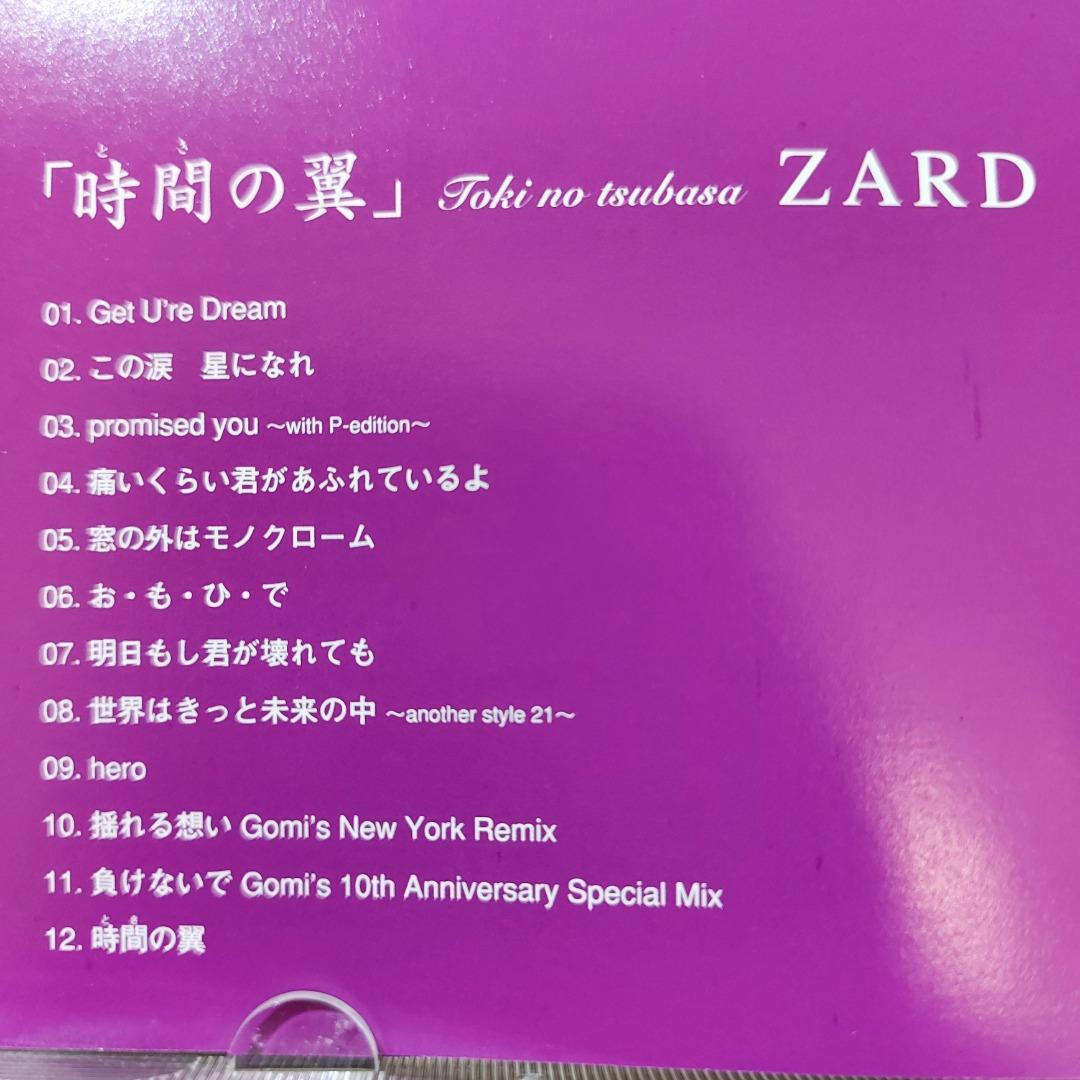 とき
「時間の翼」 Toki no tsubasa ZARD
01. Get U're Dream
02. この涙　星になれ
03. promised you ～with P-edition～
04. 痛いくらい君があふれているよ
05. 窓の外はモノクローム
06. お・も・ひ・で
07. 明日もし君が壊れても
08. 世界はきっと未来の中 ～another style 21～
09. hero
10. 揺れる想い Gomi's New York Remix
11. 負けないで Gomi's 10th Anniversary Special Mix
とき
12. 時間の翼